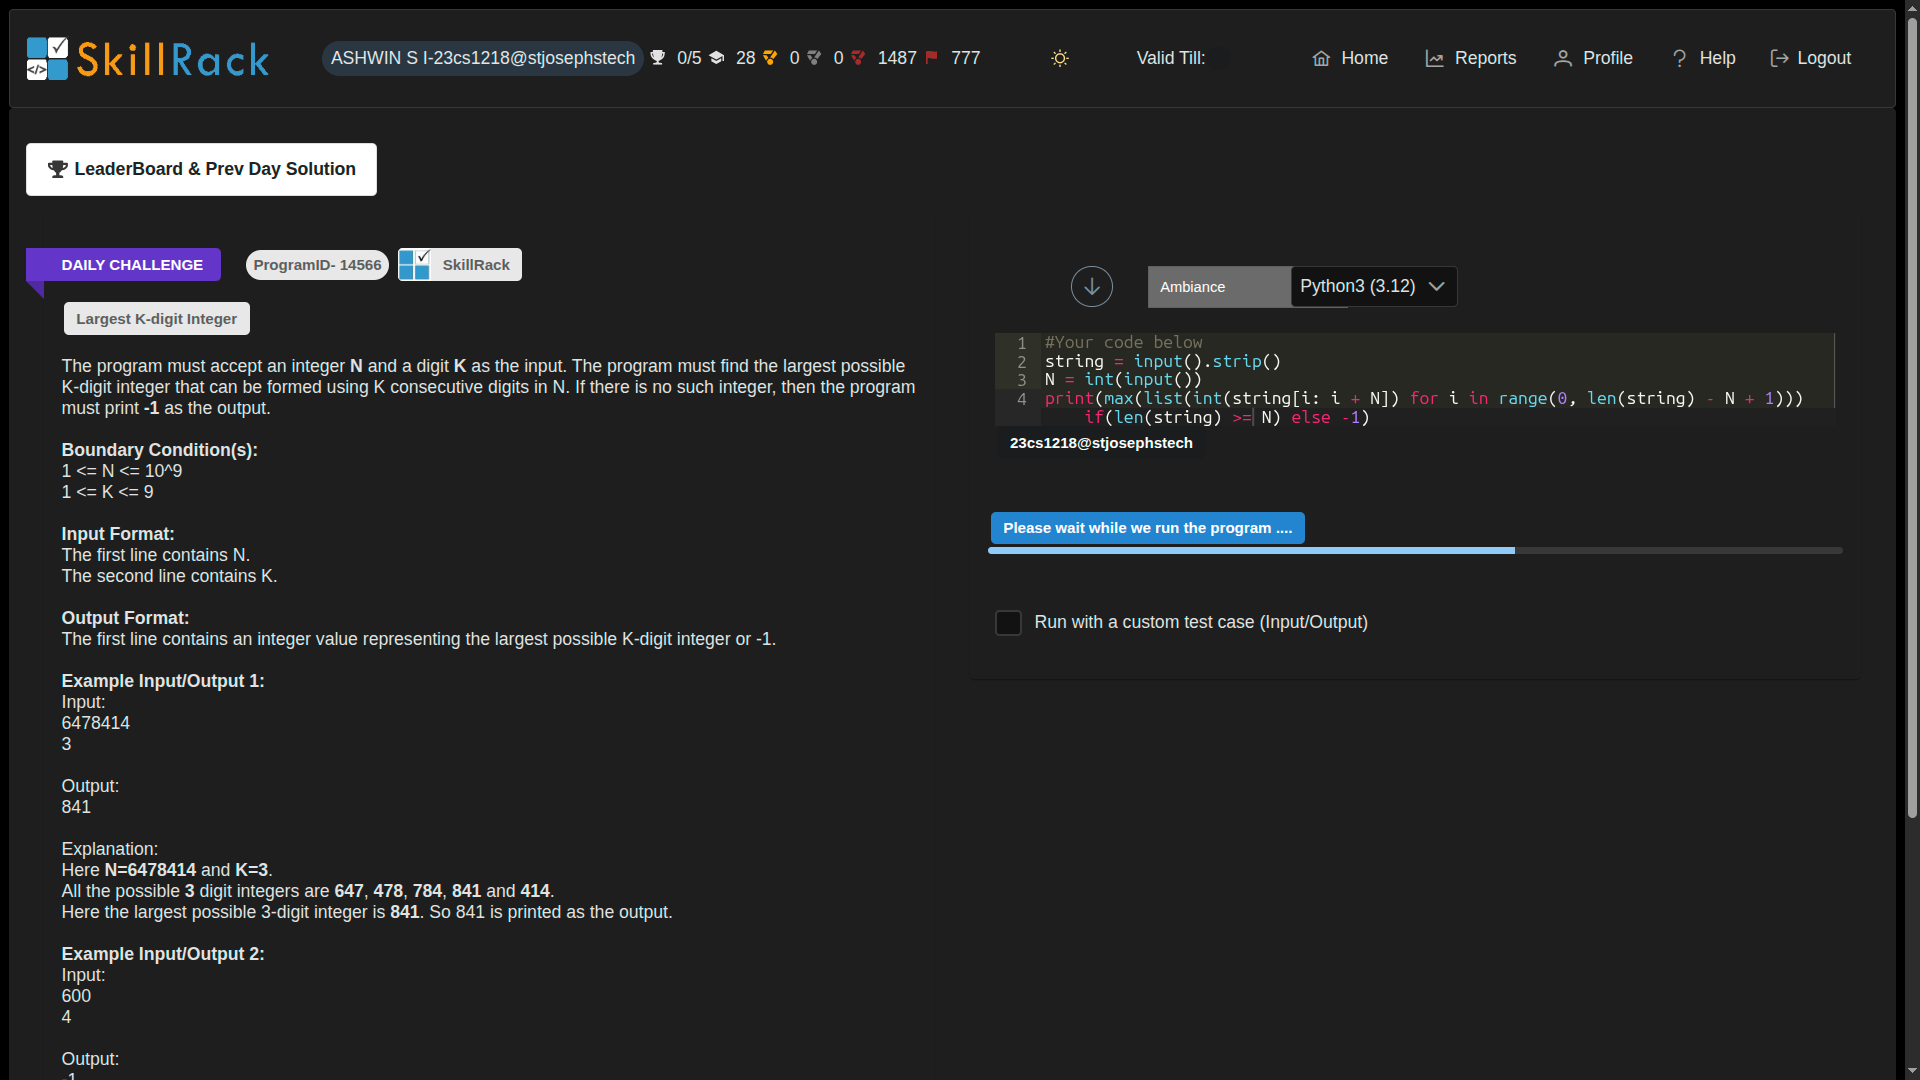 SkillRack
ASHWIN S I-23cs1218@stjosephstech 0/5 28 0 0 1487 777
Valid Till:
Home Reports Profile Help Logout
LeaderBoard & Prev Day Solution
DAILY CHALLENGE ProgramID- 14566 SkillRack
Largest K-digit Integer
The program must accept an integer N and a digit K as the input. The program must find the largest possible
K-digit integer that can be formed using K consecutive digits in N. If there is no such integer, then the program
must print -1 as the output.
Boundary Condition(s):
1 <= N <= 10^9
1 <= K <= 9
Input Format:
The first line contains N.
The second line contains K.
Output Format:
The first line contains an integer value representing the largest possible K-digit integer or -1.
Example Input/Output 1:
Input:
6478414
3
Output:
841
Explanation:
Here N=6478414 and K=3.
All the possible 3 digit integers are 647, 478, 784, 841 and 414.
Here the largest possible 3-digit integer is 841. So 841 is printed as the output.
Example Input/Output 2:
Input:
600
4
Output:
-1
Ambiance Python3 (3.12)
1 #Your code below
2 string = input().strip()
3 N = int(input())
4 print(max(list(int(string[i: i + N]) for i in range(0, len(string) - N + 1)))
if(len(string) >= N) else -1)
23cs1218@stjosephstech
Please wait while we run the program ....
Run with a custom test case (Input/Output)